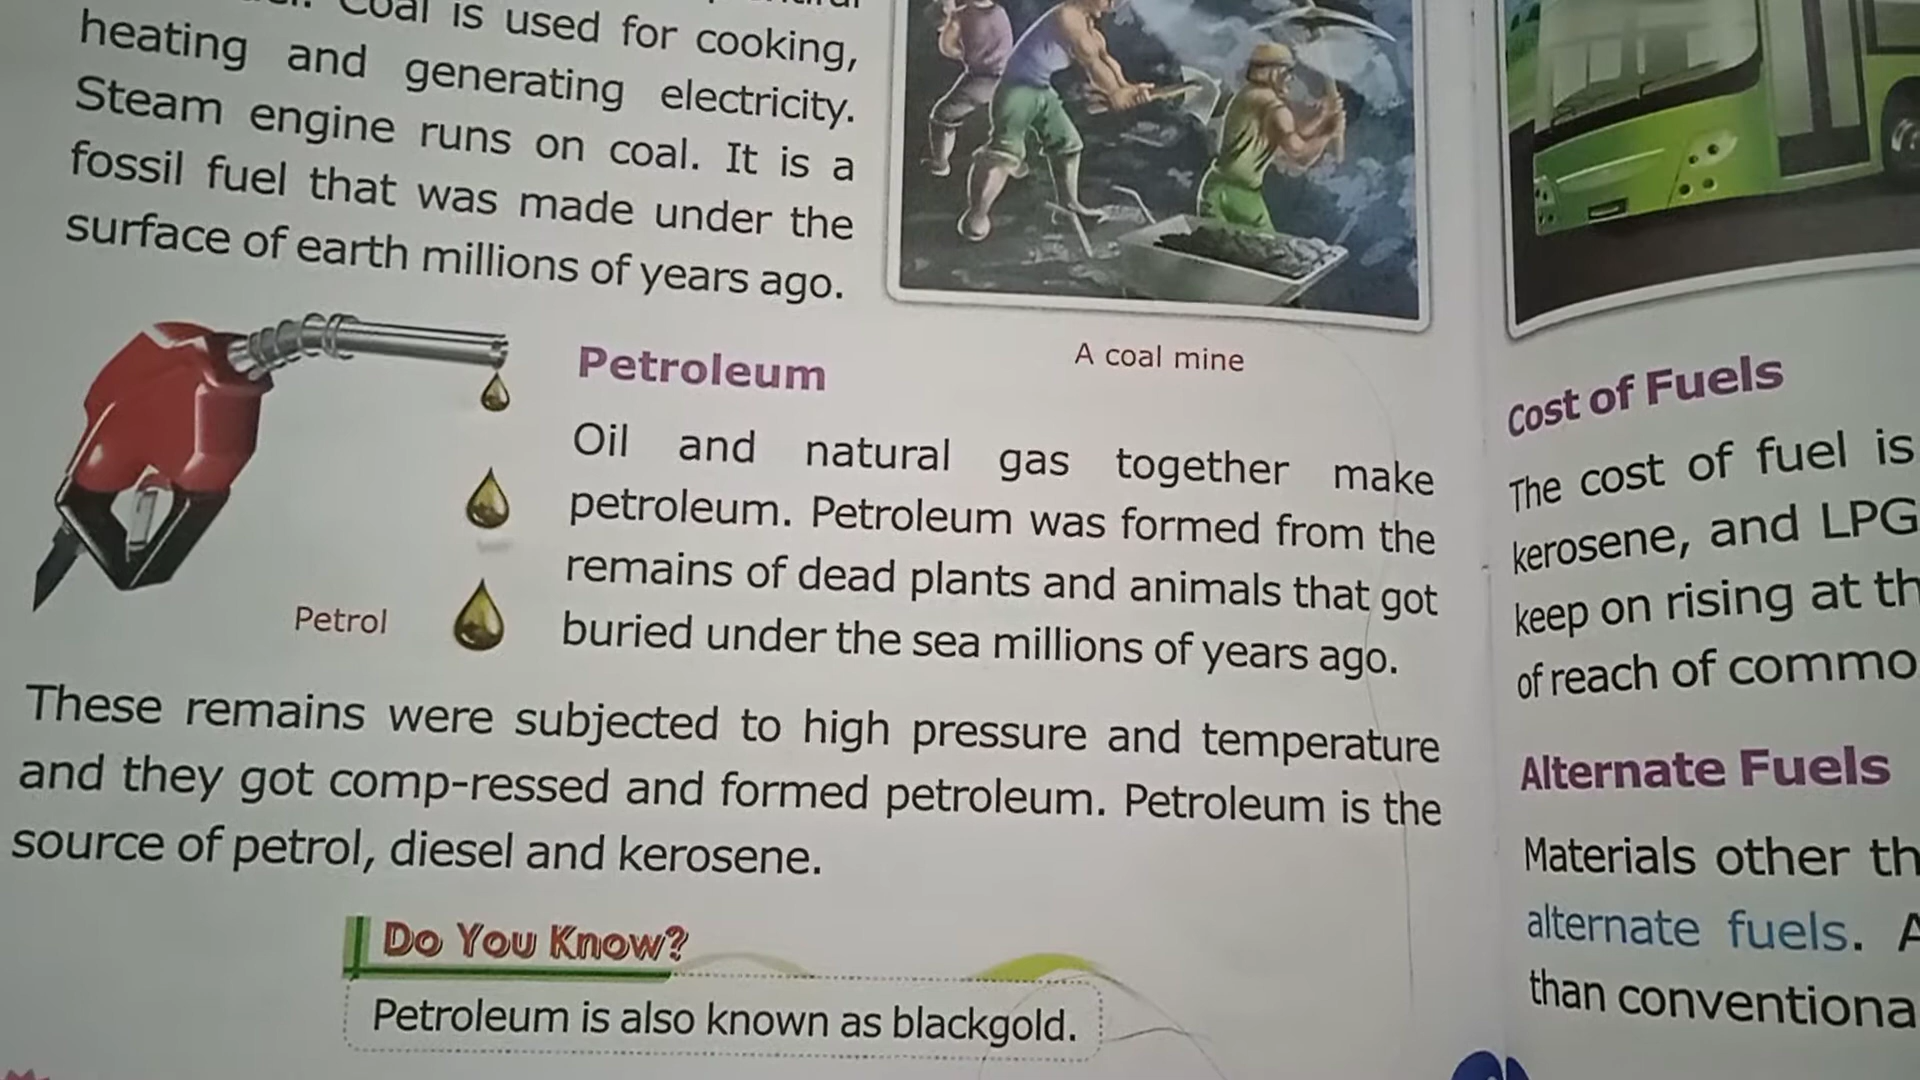 Coal is used for cooking,
heating and generating electricity.
Steam engine runs on coal. It is a
fossil fuel that was made under the
surface of earth millions of years ago.
A coal mine
Petroleum
Oil and natural gas together make
petroleum. Petroleum was formed from the
remains of dead plants and animals that got
buried under the sea millions of years ago.
Petrol
These remains were subjected to high pressure and temperature
and they got comp-ressed and formed petroleum. Petroleum is the
source of petrol, diesel and kerosene.
Do You Know?
Petroleum is also known as blackgold.
Cost of Fuels
The cost of fuel is
kerosene, and LPG
keep on rising at
of reach of
Alternate Fuels
Materials other
alternate fuels.
than